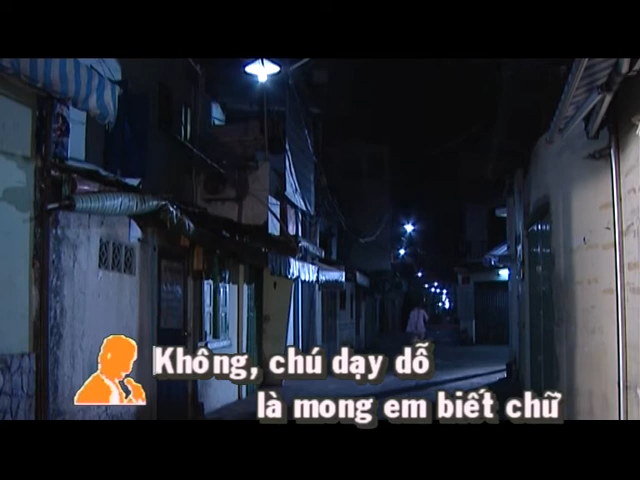 Không, chú dạy dỗ
là mong em biết chữ